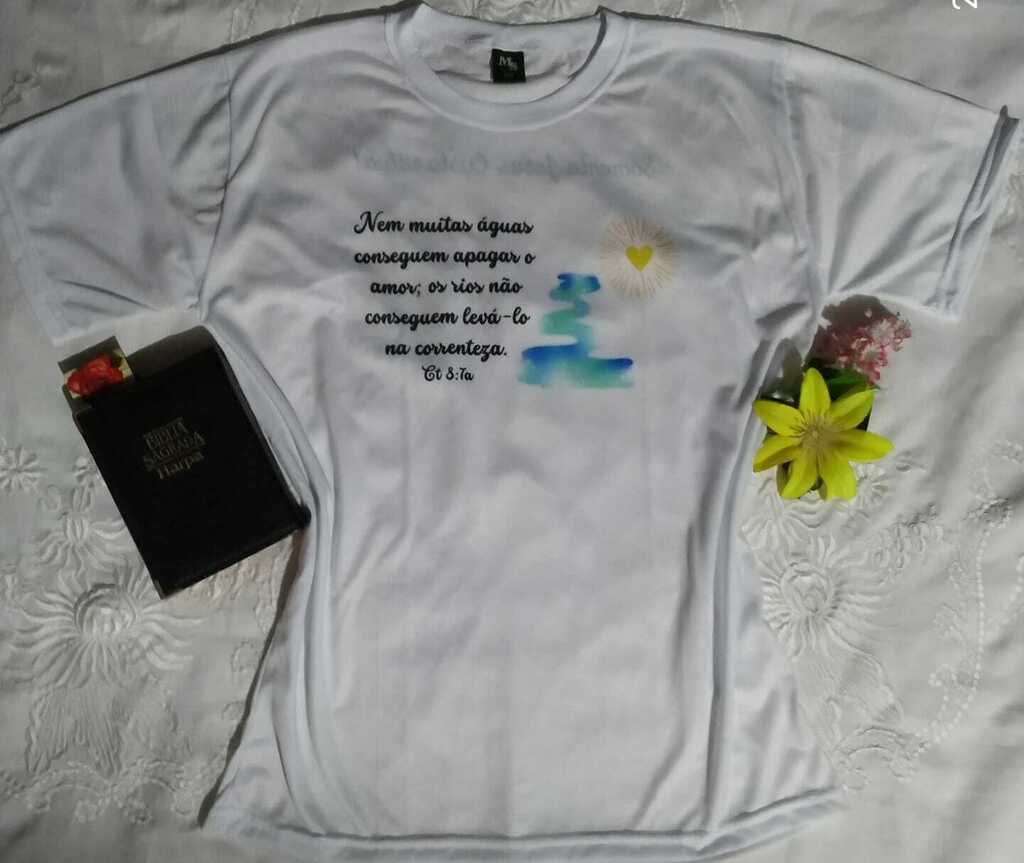 MS
Nem muitas águas
conseguem apagar o
amor; os rios não
conseguem levá-lo
na correnteza.
Ct 8:7a
BÍBLIA
SAGRADA
Harpa